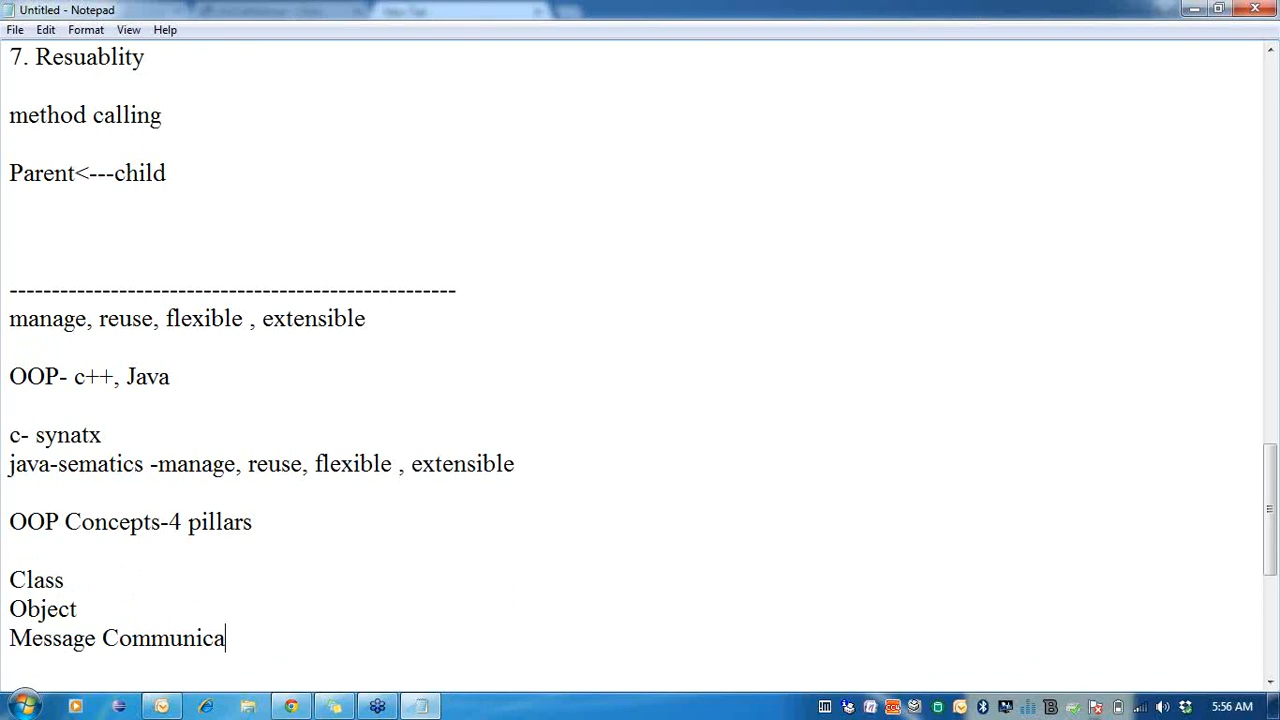 Untitled - Notepad
File Edit Format View Help
7. Resuablity
method calling
Parent<---child
----------------------------------------------------
manage, reuse, flexible , extensible
OOP- c++, Java
c- synatx
java-sematics -manage, reuse, flexible , extensible
OOP Concepts-4 pillars
Class
Object
Message Communica
5:56 AM